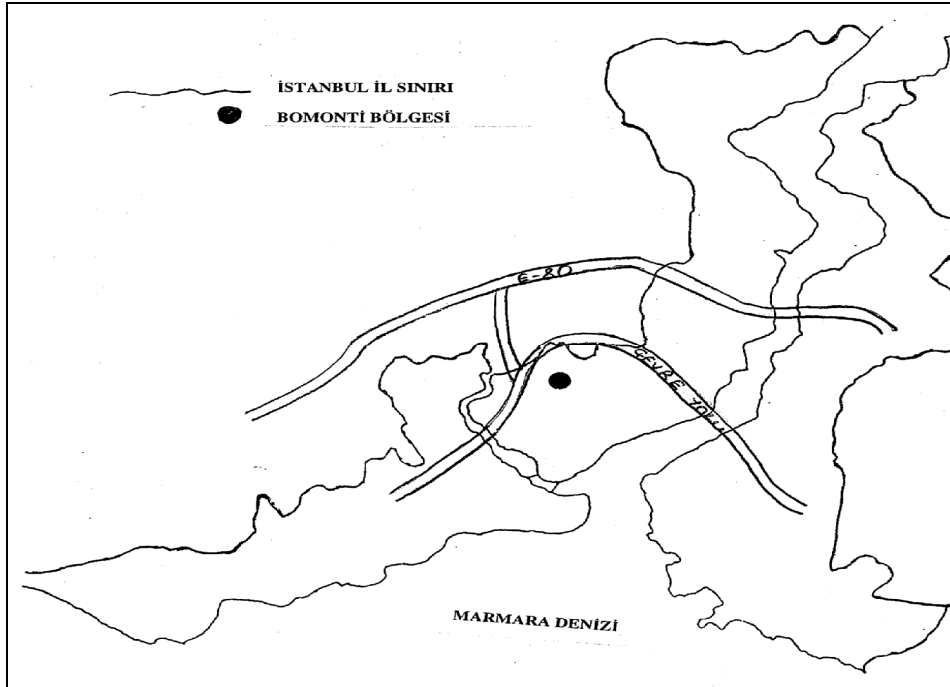 İSTANBUL İL SINIRI
BOMONTİ BÖLGESİ
E-80
ÇEVRE YOLU
MARMARA DENİZİ